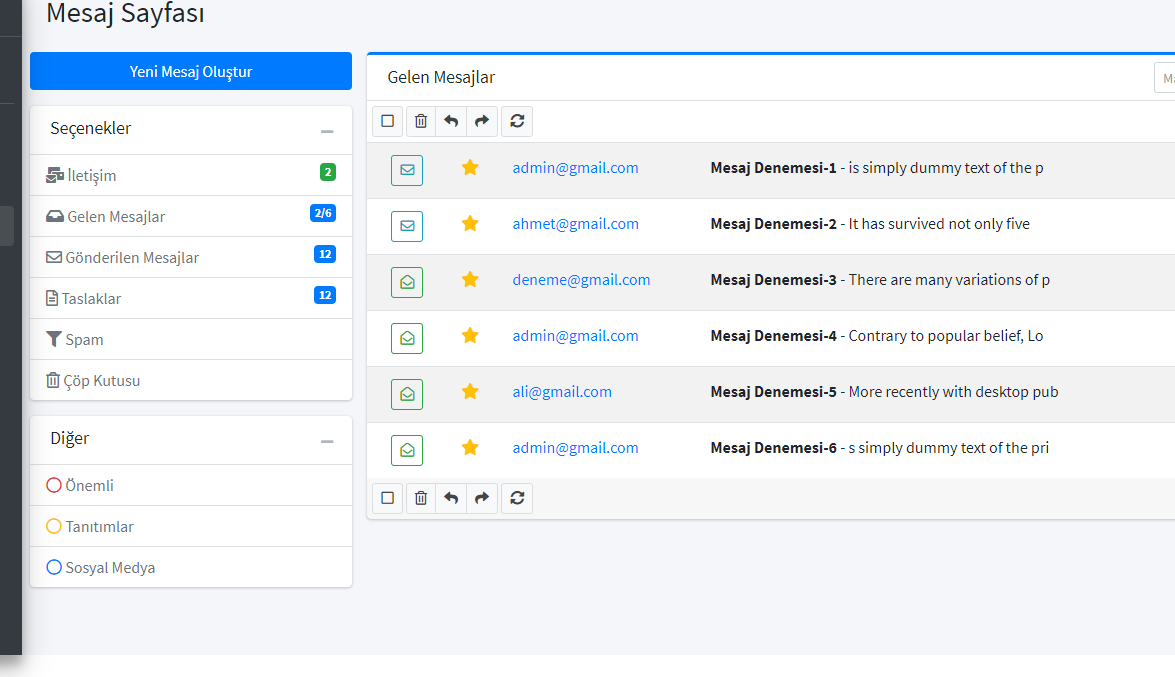 Mesaj Sayfası
Yeni Mesaj Oluştur
Seçenekler
İletişim 2
Gelen Mesajlar 2/6
Gönderilen Mesajlar 12
Taslaklar 12
Spam
Çöp Kutusu
Diğer
Önemli
Tanıtımlar
Sosyal Medya
Gelen Mesajlar
admin@gmail.com Mesaj Denemesi-1 - is simply dummy text of the p
ahmet@gmail.com Mesaj Denemesi-2 - It has survived not only five
deneme@gmail.com Mesaj Denemesi-3 - There are many variations of p
admin@gmail.com Mesaj Denemesi-4 - Contrary to popular belief, Lo
ali@gmail.com Mesaj Denemesi-5 - More recently with desktop pub
admin@gmail.com Mesaj Denemesi-6 - s simply dummy text of the pri